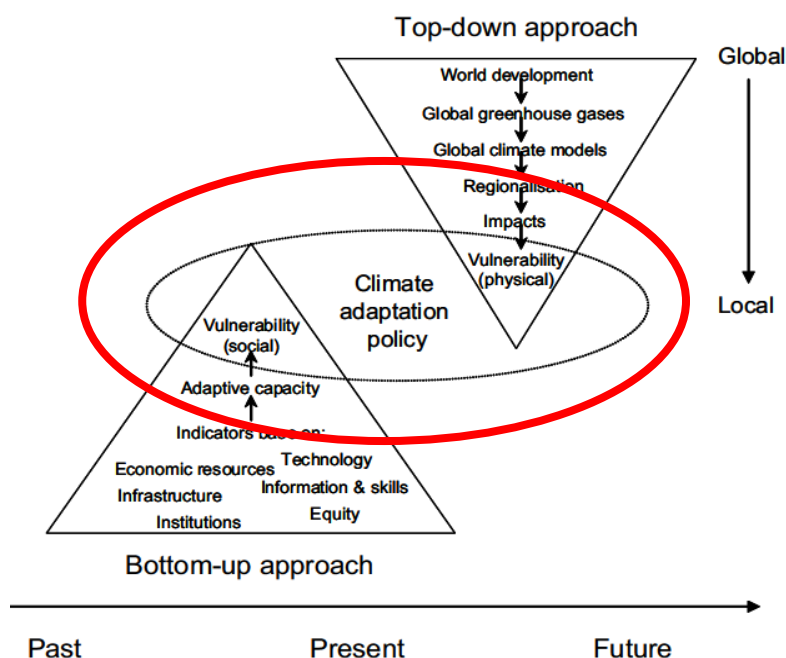 Top-down approach
Global
World development
Global greenhouse gases
Global climate models
Regionalisation
Impacts
Vulnerability
(physical)
Local
Climate
adaptation
policy
Vulnerability
(social)
Adaptive capacity
Indicators base on:
Economic resources
Technology
Infrastructure
Information & skills
Institutions
Equity
Bottom-up approach
Past
Present
Future